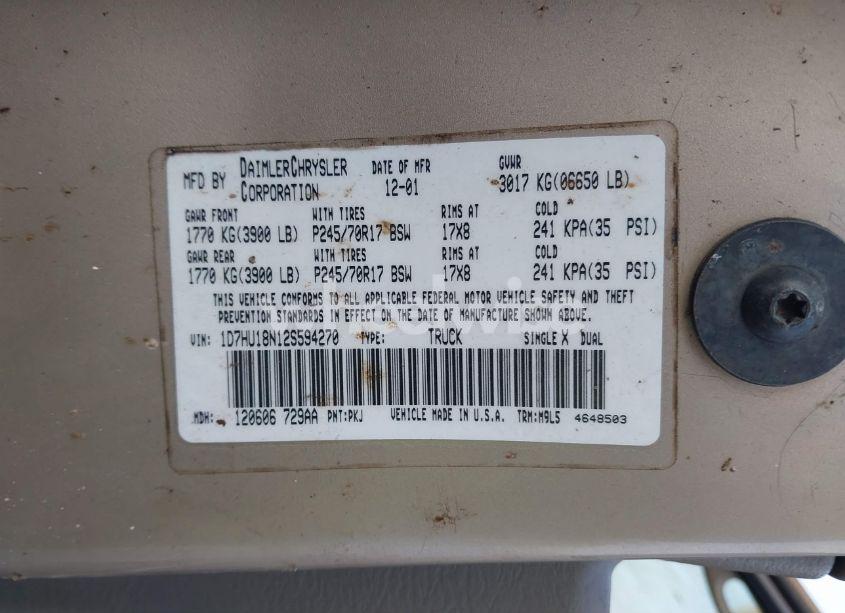 MFD BY DAIMLERCHRYSLER CORPORATION DATE OF MFR 12-01 GVWR 3017 KG(06650 LB)
GAWR FRONT WITH TIRES RIMS AT COLD
1770 KG(3900 LB) P245/70R17 BSW 17X8 241 KPA(35 PSI)
GAWR REAR WITH TIRES RIMS AT COLD
1770 KG(3900 LB) P245/70R17 BSW 17X8 241 KPA(35 PSI)
THIS VEHICLE CONFORMS TO ALL APPLICABLE FEDERAL MOTOR VEHICLE SAFETY AND THEFT
PREVENTION STANDARDS IN EFFECT ON THE DATE OF MANUFACTURE SHOWN ABOVE.
VIN: 1D7HU18N12S594270 TYPE: TRUCK SINGLE X DUAL
MDH: 120606 729AA PNT:PKJ VEHICLE MADE IN U.S.A. TRM:M9L5 4648503